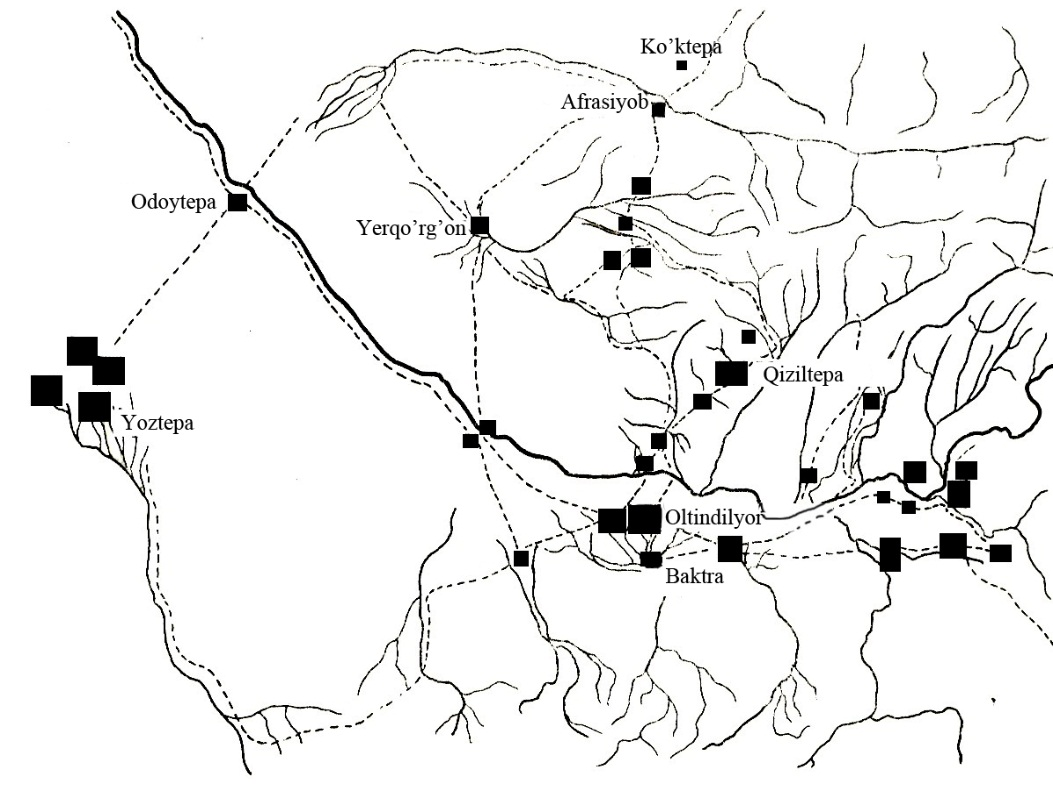 Ko’ktepa
Afrasiyob
Odoytepa
Yerqo’rg’on
Qiziltepa
Yoztepa
Oltindilyor
Baktra